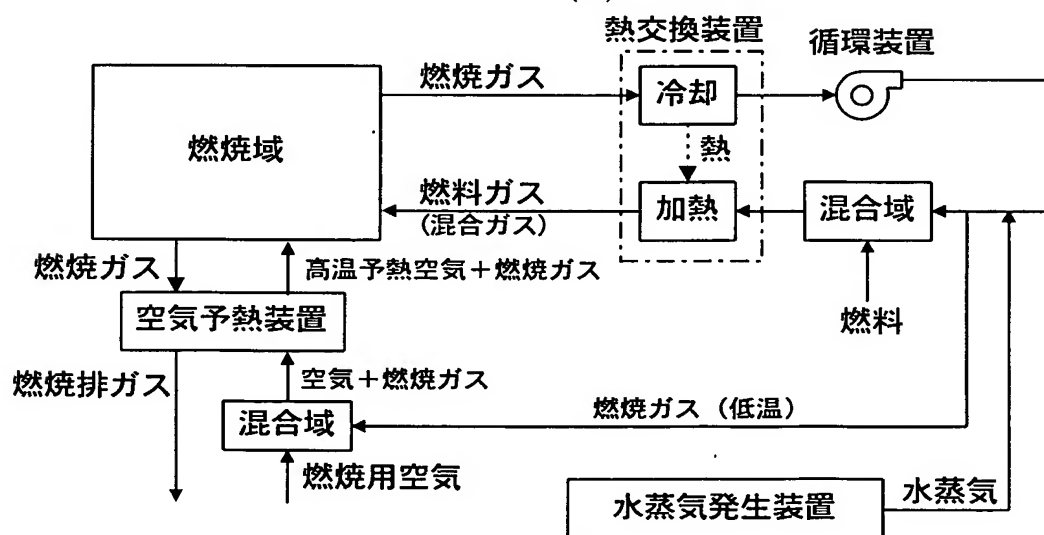 熱交換装置
循環装置
燃焼ガス
冷却
燃焼域
熱
燃料ガス
(混合ガス)
加熱
混合域
燃焼ガス
高温予熱空気+燃焼ガス
空気予熱装置
燃料
燃焼排ガス
空気+燃焼ガス
燃焼ガス（低温）
混合域
燃焼用空気
水蒸気
水蒸気発生装置